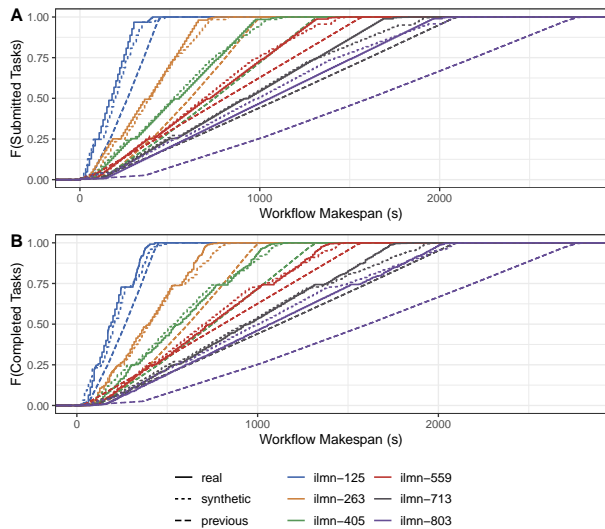 A
F(Submitted Tasks)
1.00
0.75
0.50
0.25
0.00
0 1000 2000
Workflow Makespan (s)
B
F(Completed Tasks)
1.00
0.75
0.50
0.25
0.00
0 1000 2000
Workflow Makespan (s)
real ilmn−125 ilmn−559
synthetic ilmn−263 ilmn−713
previous ilmn−405 ilmn−803